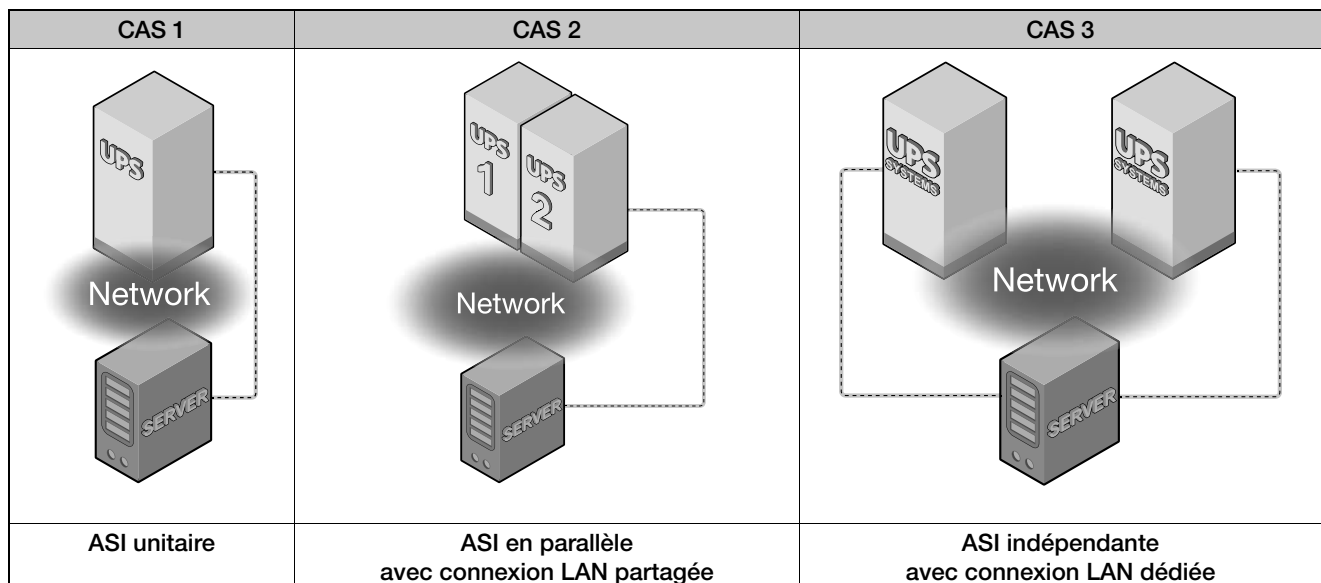 CAS 1
CAS 2
CAS 3
UPS
Network
SERVER
UPS
1
UPS
2
Network
SERVER
UPS
SYSTEMS
UPS
SYSTEMS
Network
SERVER
ASI unitaire
ASI en parallèle
avec connexion LAN partagée
ASI indépendante
avec connexion LAN dédiée